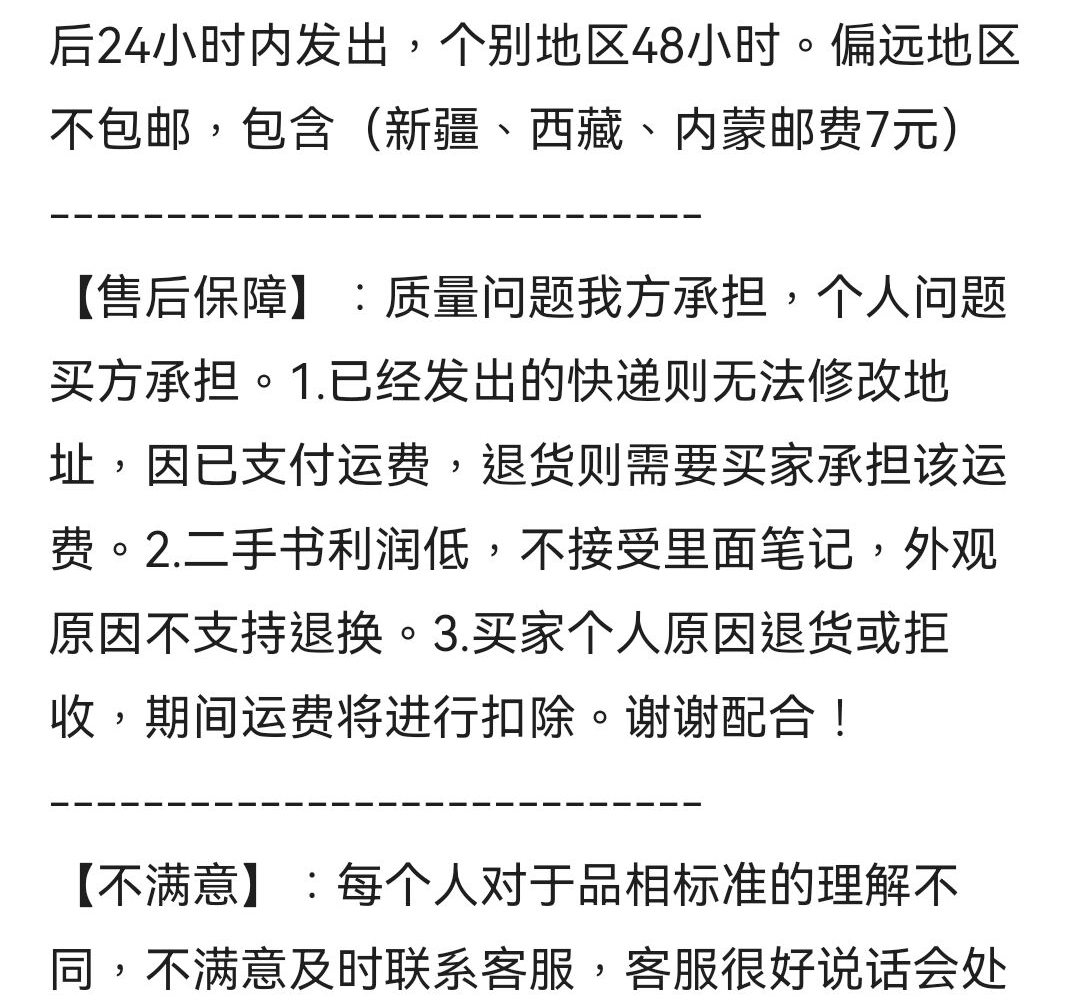 后24小时内发出，个别地区48小时。偏远地区
不包邮，包含（新疆、西藏、内蒙邮费7元）
----------------------------
【售后保障】：质量问题我方承担，个人问题
买方承担。1.已经发出的快递则无法修改地
址，因已支付运费，退货则需要买家承担该运
费。2.二手书利润低，不接受里面笔记，外观
原因不支持退换。3.买家个人原因退货或拒
收，期间运费将进行扣除。谢谢配合！
----------------------------
【不满意】：每个人对于品相标准的理解不
同，不满意及时联系客服，客服很好说话会处